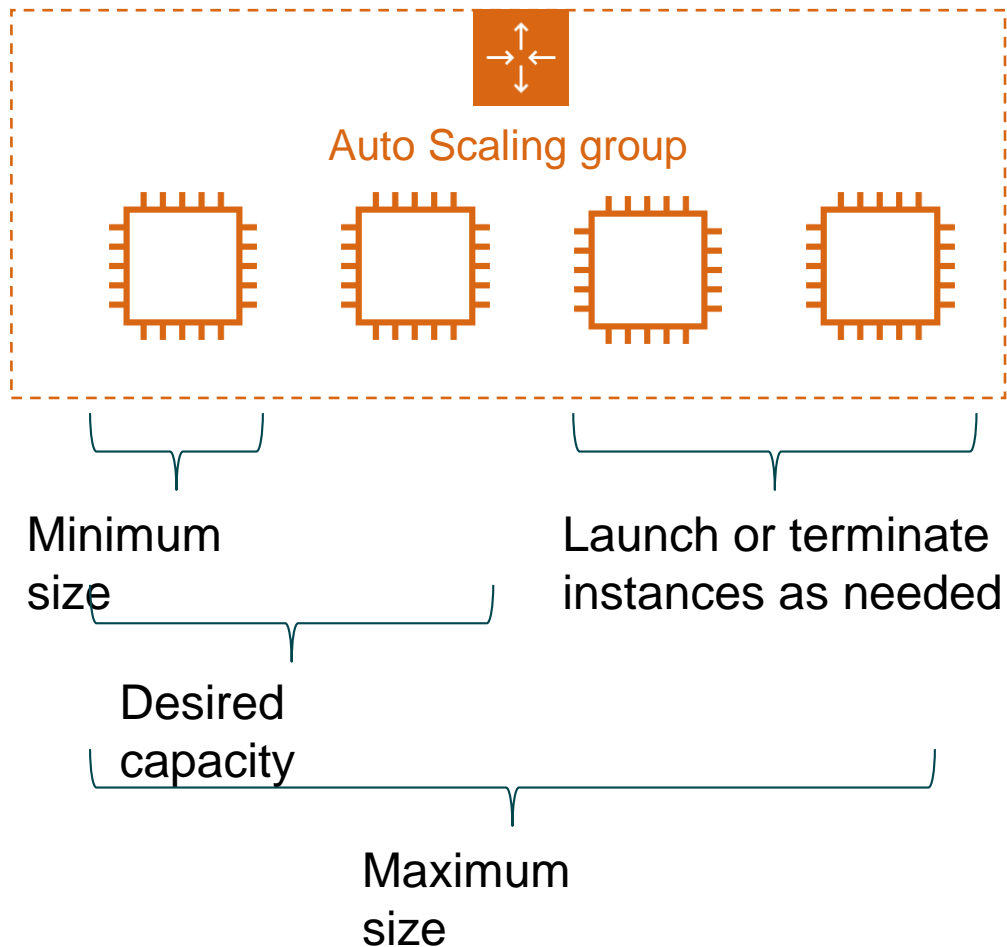 Auto Scaling group
Minimum
size
Launch or terminate
instances as needed
Desired
capacity
Maximum
size